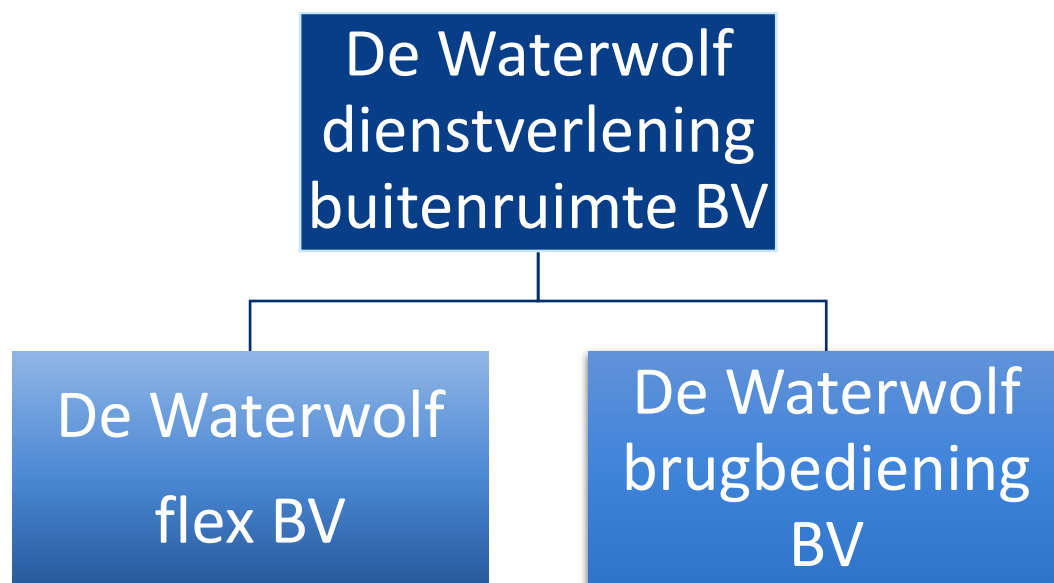 De Waterwolf
dienstverlening
buitenruimte BV
De Waterwolf
flex BV
De Waterwolf
brugbediening
BV